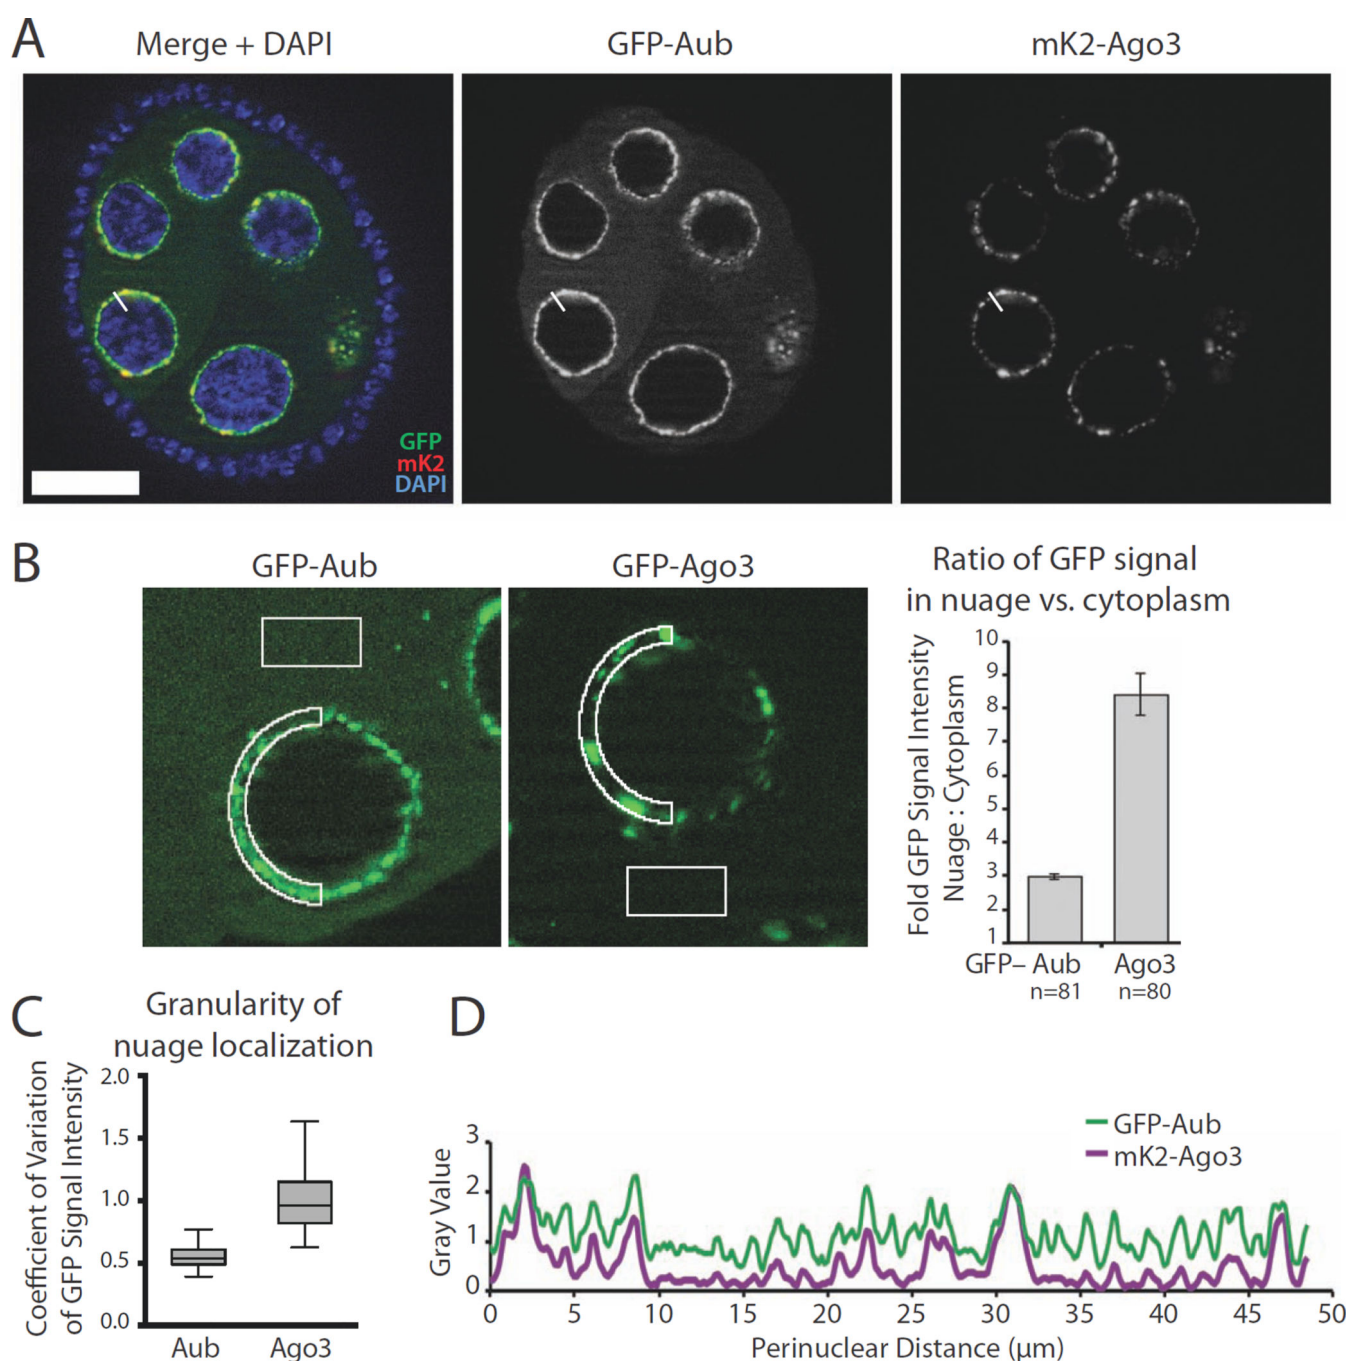 A
Merge + DAPI
GFP-Aub
mK2-Ago3
GFP
mK2
DAPI
B
GFP-Aub
GFP-Ago3
Ratio of GFP signal
in nuage vs. cytoplasm
Fold GFP Signal Intensity
Nuage : Cytoplasm
10
9
8
7
6
5
4
3
2
1
GFP– Aub
Ago3
n=81
n=80
C
Granularity of
nuage localization
Coefficient of Variation
of GFP Signal Intensity
2.0
1.5
1.0
0.5
0.0
Aub
Ago3
D
GFP-Aub
mK2-Ago3
Gray Value
3
2
1
0
0 5 10 15 20 25 30 35 40 45 50
Perinuclear Distance (µm)